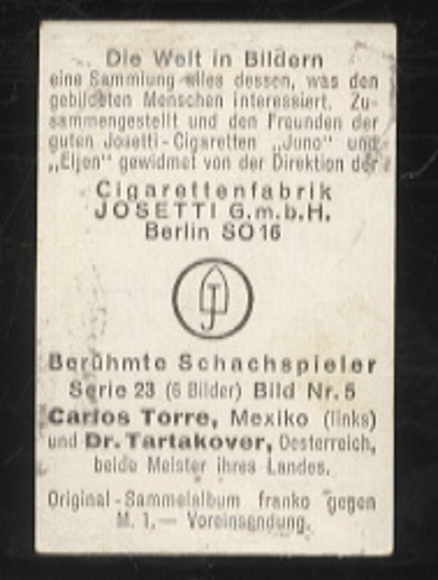 Die Welt in Bildern
eine Sammlung alles dessen, was den
gebildeten Menschen interessiert. Zu-
sammengestellt und den Freunden der
guten Josetti-Cigaretten „Juno" und
„Eljen" gewidmet von der Direktion der
Cigarettenfabrik
JOSETTI G.m.b.H.
Berlin SO 16
Berühmte Schachspieler
Serie 23 (6 Bilder) Bild Nr. 5
Carlos Torre, Mexiko (links)
und Dr. Tartakover, Oesterreich,
beide Meister ihres Landes.
Original-Sammelalbum franko gegen
M. 1.— Voreinsendung.